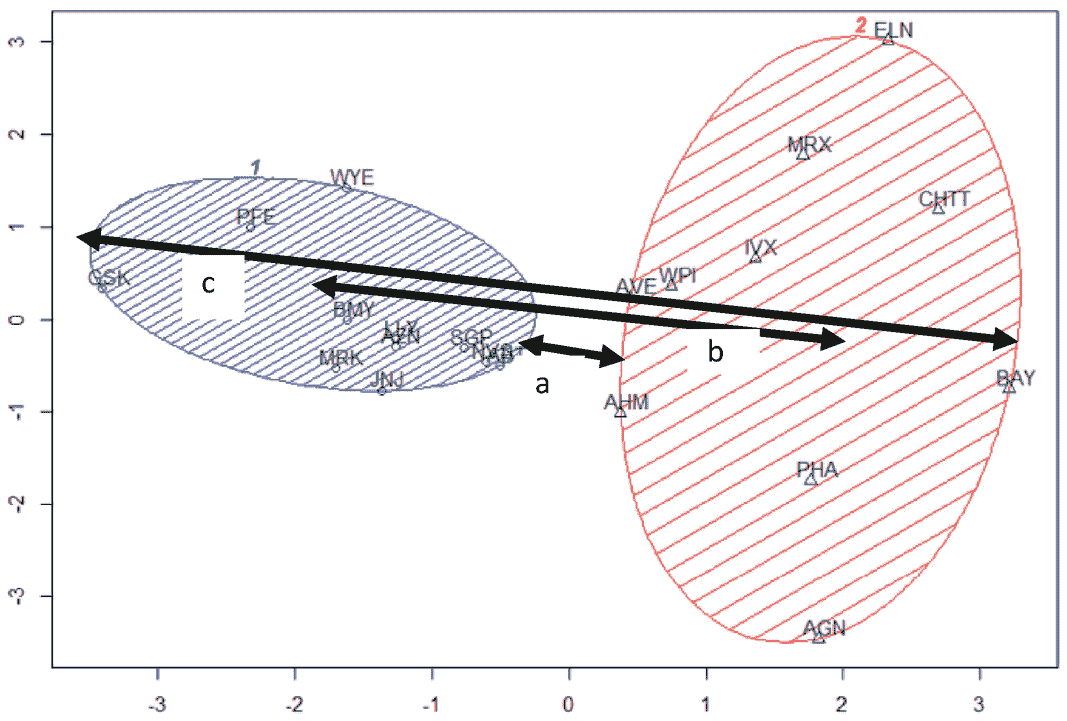 3
2
1
0
-1
-2
-3
2
ELN
MRX
CHTT
1
WYE
PFE
IVX
WPI
AVE
GSK
c
BMY
LLY
AZN
SGP
MRK
JNJ
a
b
BAY
AHM
PHA
AGN
-3
-2
-1
0
1
2
3